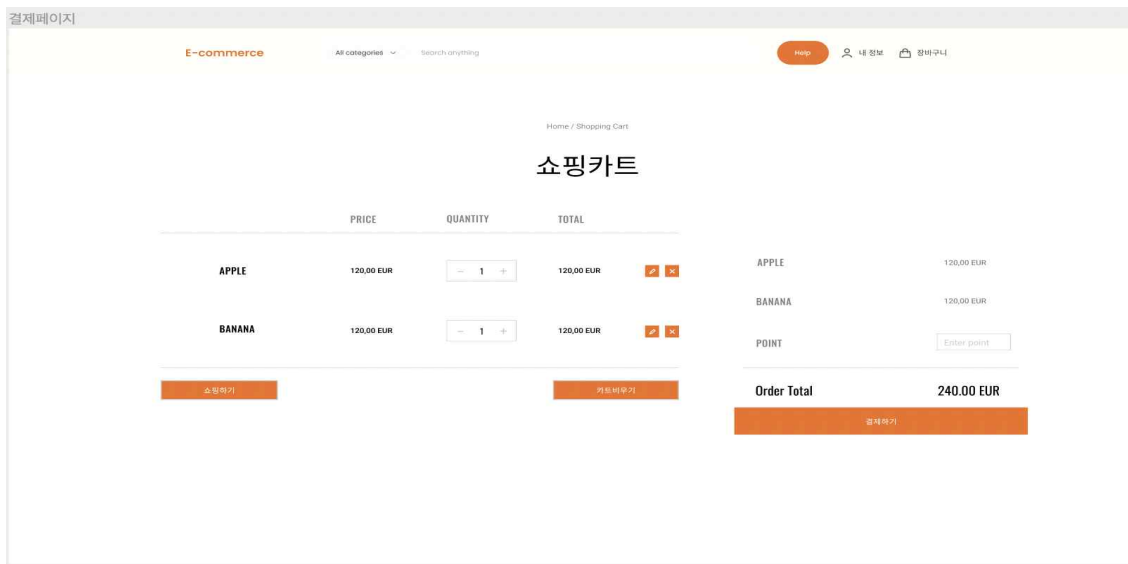 결제페이지
E-commerce All categories Search anything Help 내 정보 장바구니
Home / Shopping Cart
쇼핑카트
PRICE QUANTITY TOTAL
APPLE 120,00 EUR − 1 + 120,00 EUR
BANANA 120,00 EUR − 1 + 120,00 EUR
쇼핑하기 카트비우기
APPLE 120,00 EUR
BANANA 120,00 EUR
POINT Enter point
Order Total 240.00 EUR
결제하기